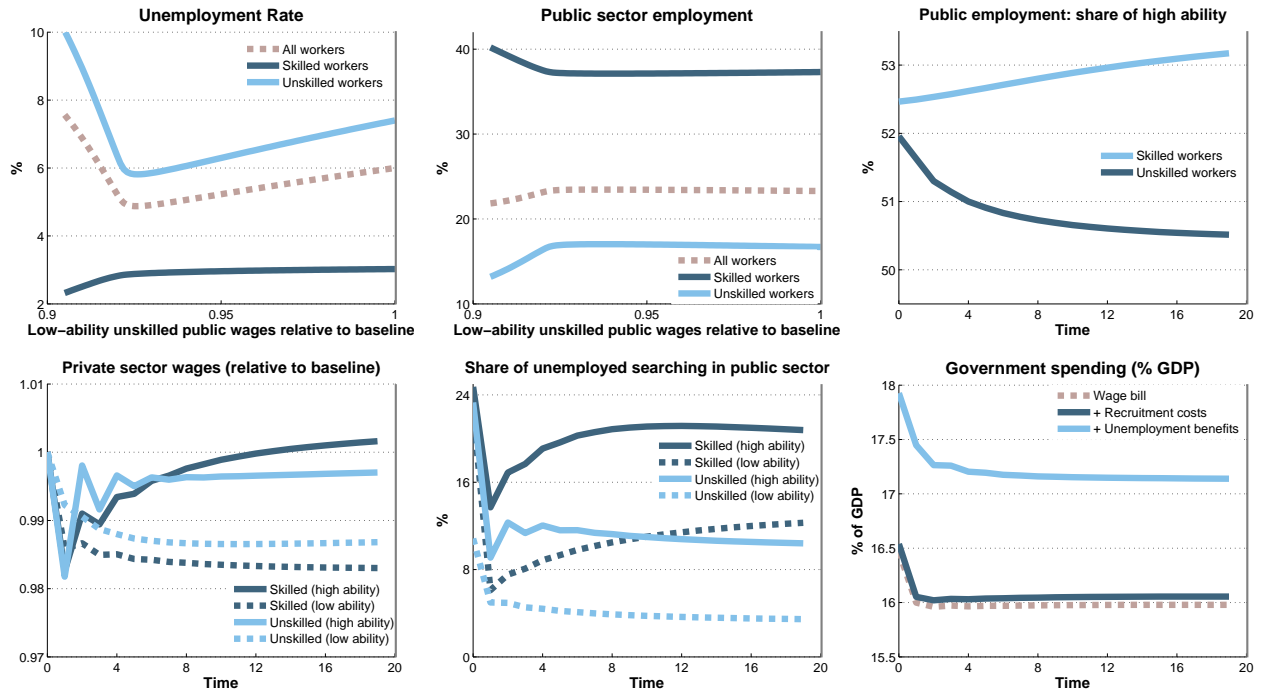 Unemployment Rate
10
8
6
4
2
%
All workers
Skilled workers
Unskilled workers
0.9
0.95
1
Low−ability unskilled public wages relative to baseline
Public sector employment
40
30
20
10
%
All workers
Skilled workers
Unskilled workers
0.9
0.95
1
Low−ability unskilled public wages relative to baseline
Public employment: share of high ability
53
52
51
50
%
Skilled workers
Unskilled workers
0
4
8
12
16
20
Time
Private sector wages (relative to baseline)
1.01
1
0.99
0.98
0.97
Skilled (high ability)
Skilled (low ability)
Unskilled (high ability)
Unskilled (low ability)
0
4
8
12
16
20
Time
Share of unemployed searching in public sector
24
16
8
0
%
Skilled (high ability)
Skilled (low ability)
Unskilled (high ability)
Unskilled (low ability)
0
4
8
12
16
20
Time
Government spending (% GDP)
18
17.5
17
16.5
16
15.5
% of GDP
Wage bill
+ Recruitment costs
+ Unemployment benefits
0
4
8
12
16
20
Time